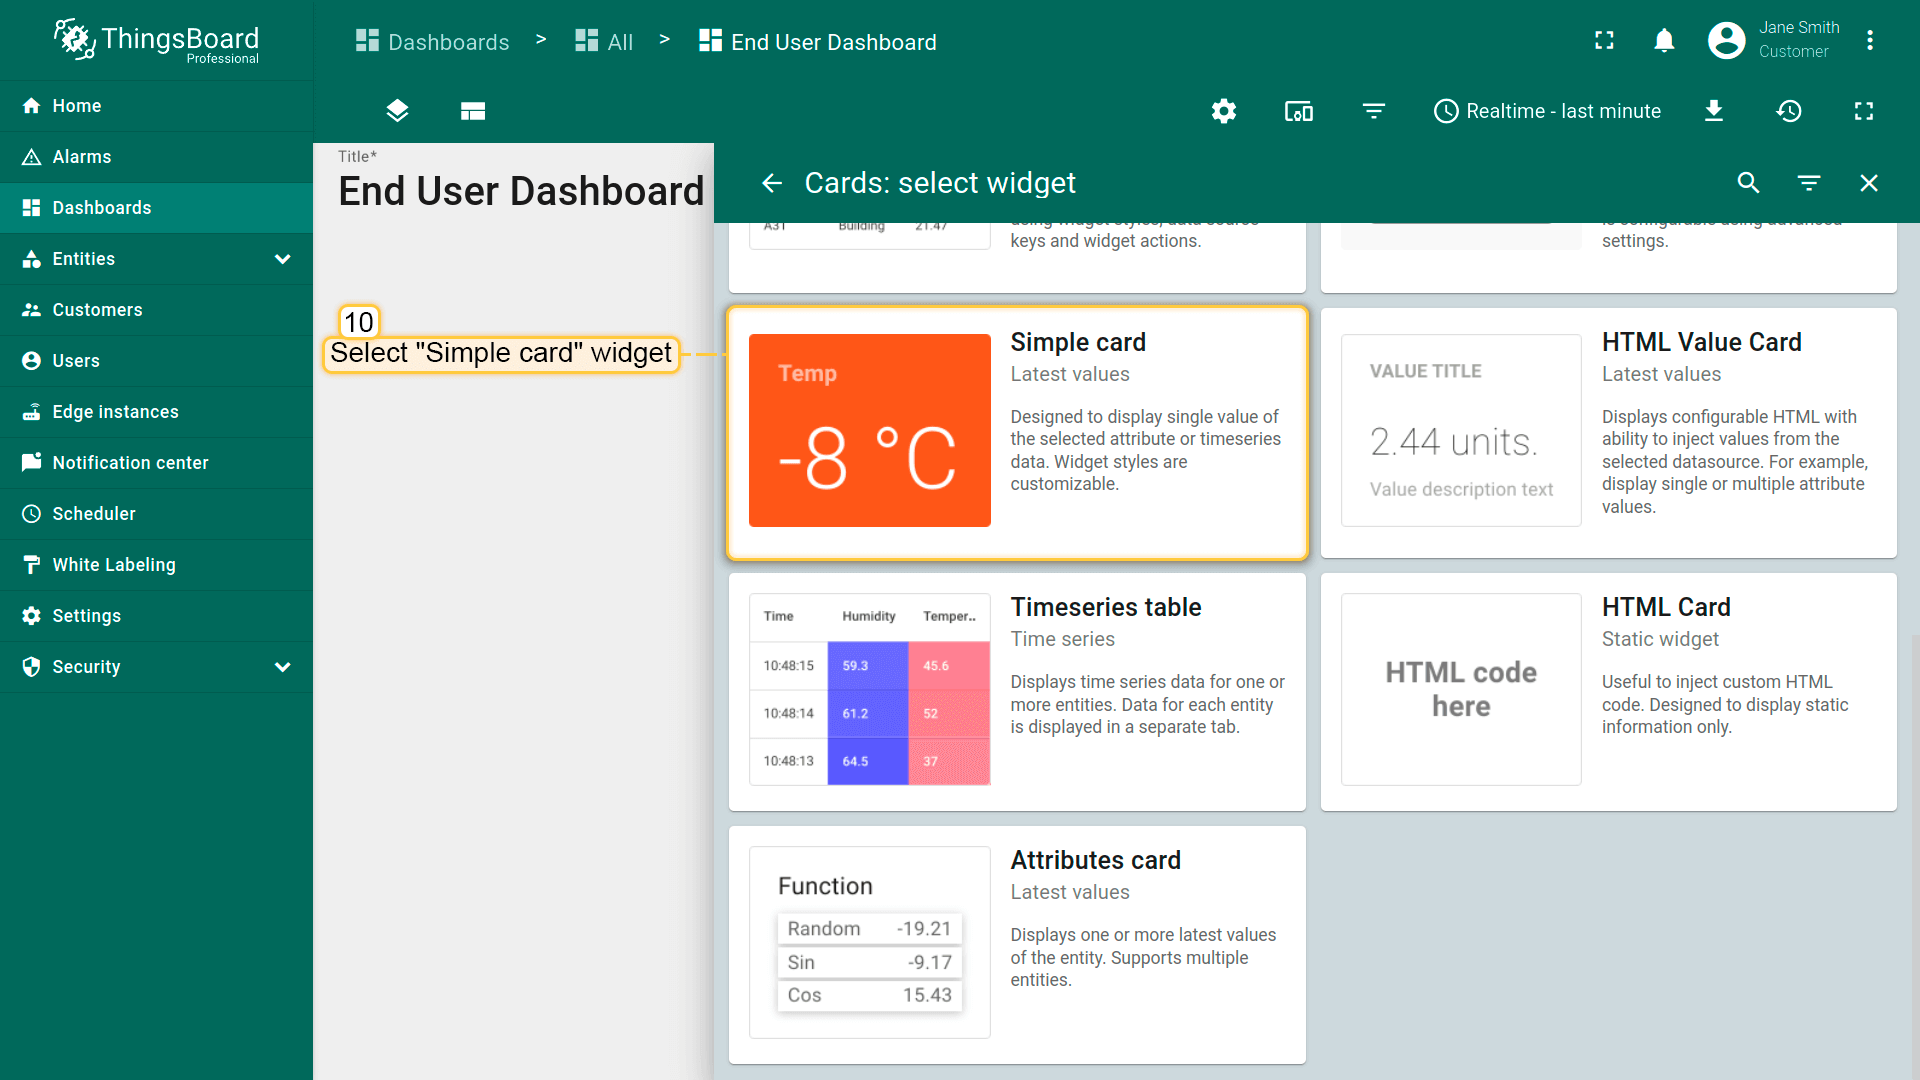 ThingsBoard
Professional
Home
Alarms
Dashboards
Entities
Customers
Users
Edge instances
Notification center
Scheduler
White Labeling
Settings
Security
Dashboards > All > End User Dashboard
Jane Smith
Customer
Realtime - last minute
Title*
End User Dashboard
10
Select "Simple card" widget
Cards: select widget
A31 Building 21.47
using widget styles, data source
keys and widget actions.
is configurable using advanced
settings.
Temp
-8 °C
Simple card
Latest values
Designed to display single value of
the selected attribute or timeseries
data. Widget styles are
customizable.
VALUE TITLE
2.44 units.
Value description text
HTML Value Card
Latest values
Displays configurable HTML with
ability to inject values from the
selected datasource. For example,
display single or multiple attribute
values.
Time Humidity Temper..
10:48:15 59.3 45.6
10:48:14 61.2 52
10:48:13 64.5 37
Timeseries table
Time series
Displays time series data for one or
more entities. Data for each entity
is displayed in a separate tab.
HTML code
here
HTML Card
Static widget
Useful to inject custom HTML
code. Designed to display static
information only.
Function
Random -19.21
Sin -9.17
Cos 15.43
Attributes card
Latest values
Displays one or more latest values
of the entity. Supports multiple
entities.